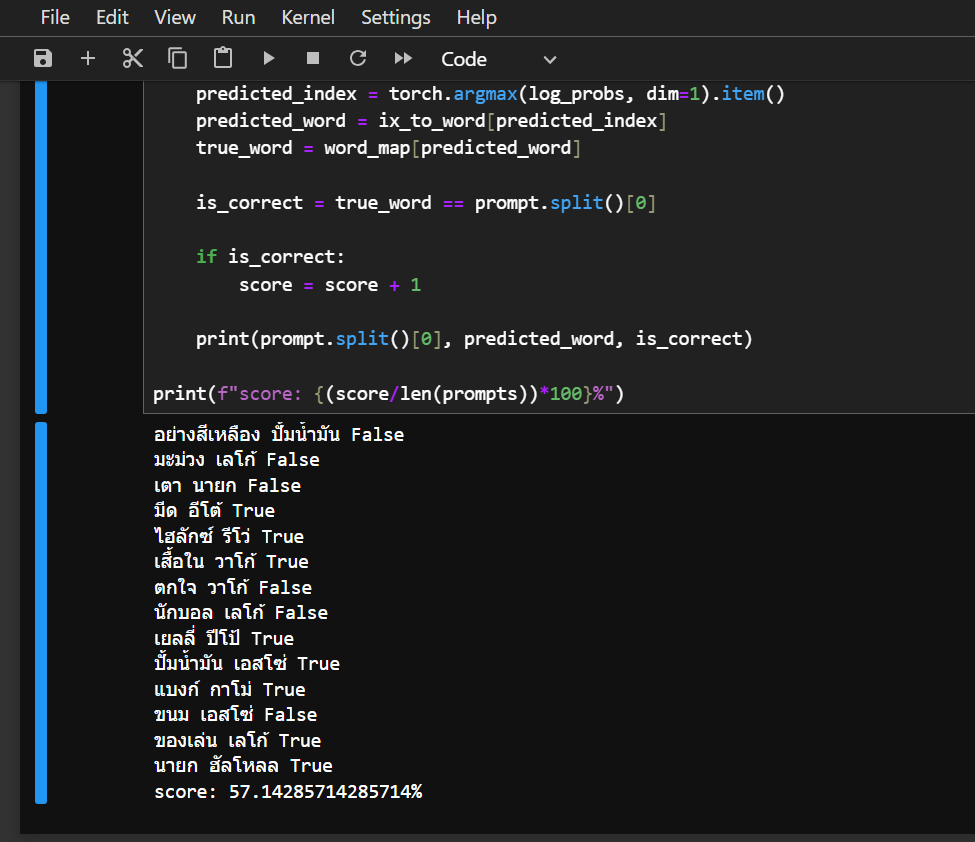 File Edit View Run Kernel Settings Help
Code
predicted_index = torch.argmax(log_probs, dim=1).item()
predicted_word = ix_to_word[predicted_index]
true_word = word_map[predicted_word]
is_correct = true_word == prompt.split()[0]
if is_correct:
score = score + 1
print(prompt.split()[0], predicted_word, is_correct)
print(f"score: {(score/len(prompts))*100}%")
อย่างสีเหลือง ปั๊มน้ำมัน False
มะม่วง เลโก้ False
เตา นายก False
มีด อีโต้ True
ไฮลักซ์ รีโว่ True
เสื้อใน วาโก้ True
ตกใจ วาโก้ False
นักบอล เลโก้ False
เยลลี่ ปีโป้ True
ปั๊มน้ำมัน เอสโซ่ True
แบงก์ กาโม่ True
ขนม เอสโซ่ False
ของเล่น เลโก้ True
นายก ฮัลโหลล True
score: 57.14285714285714%